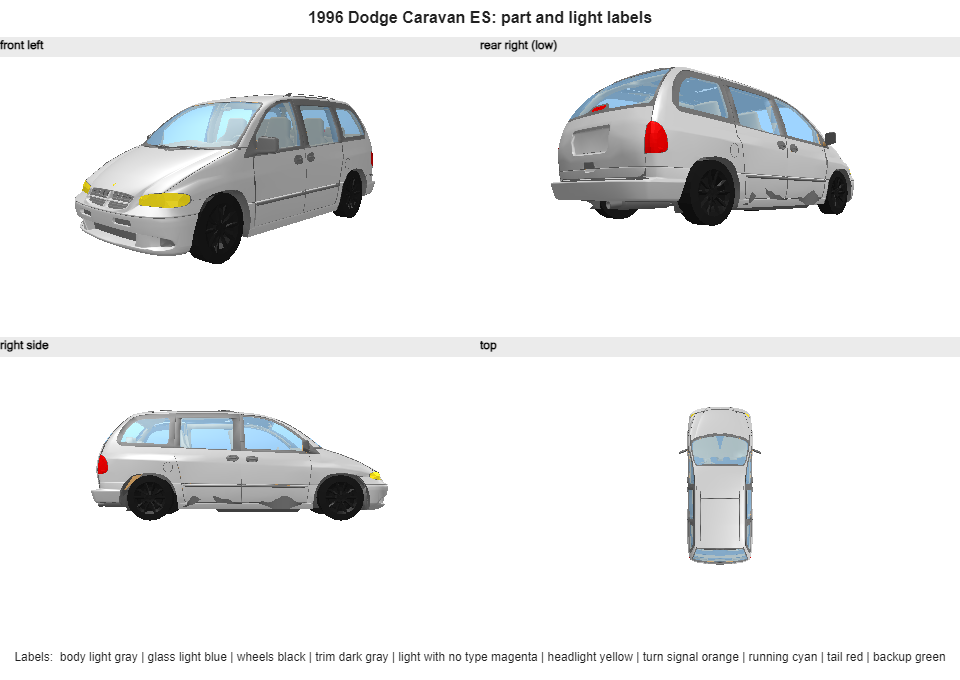 1996 Dodge Caravan ES: part and light labels
front left
rear right (low)
right side
top
Labels:  body light gray | glass light blue | wheels black | trim dark gray | light with no type magenta | headlight yellow | turn signal orange | running cyan | tail red | backup green